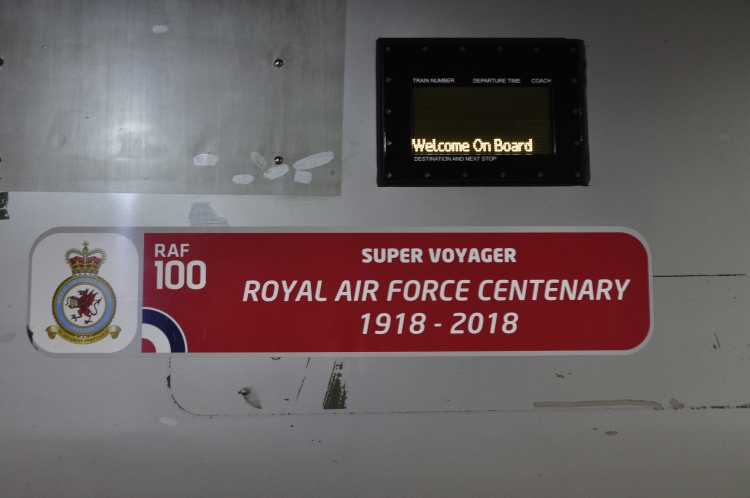 TRAIN NUMBER DEPARTURE TIME COACH
Welcome On Board
DESTINATION AND NEXT STOP
RAF
100
SUPER VOYAGER
ROYAL AIR FORCE CENTENARY
1918 - 2018